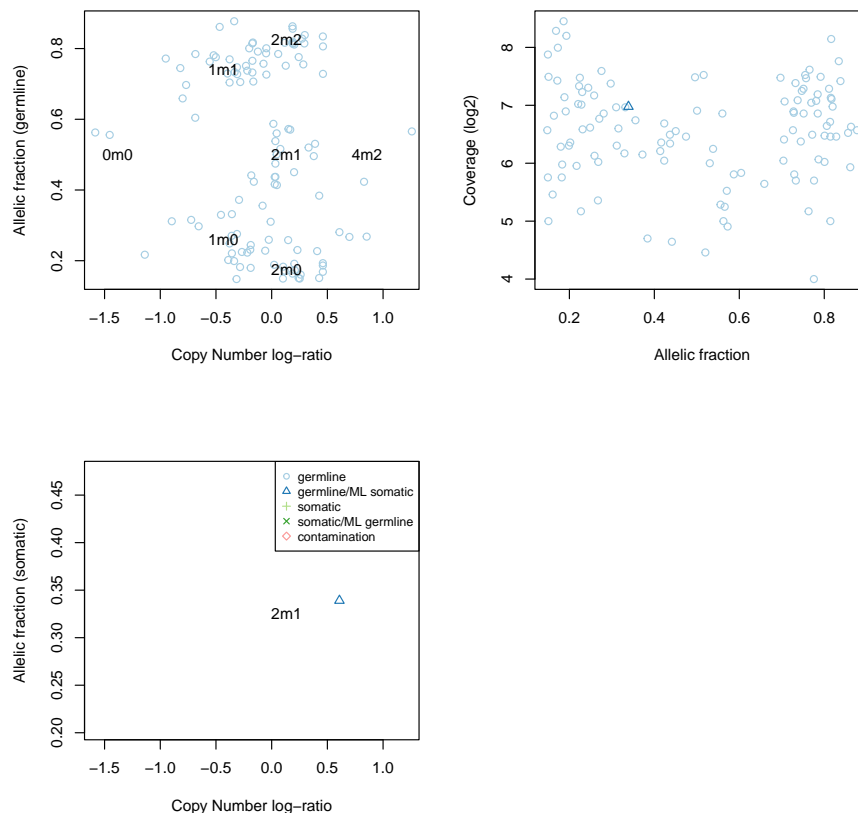 Allelic fraction (germline)
0.8
0.6
0.4
0.2
2m2
1m1
0m0
2m1
4m2
1m0
2m0
−1.5
−1.0
−0.5
0.0
0.5
1.0
Copy Number log−ratio
Coverage (log2)
8
7
6
5
4
0.2
0.4
0.6
0.8
Allelic fraction
Allelic fraction (somatic)
0.45
0.40
0.35
0.30
0.25
0.20
germline
germline/ML somatic
somatic
somatic/ML germline
contamination
2m1
−1.5
−1.0
−0.5
0.0
0.5
1.0
Copy Number log−ratio